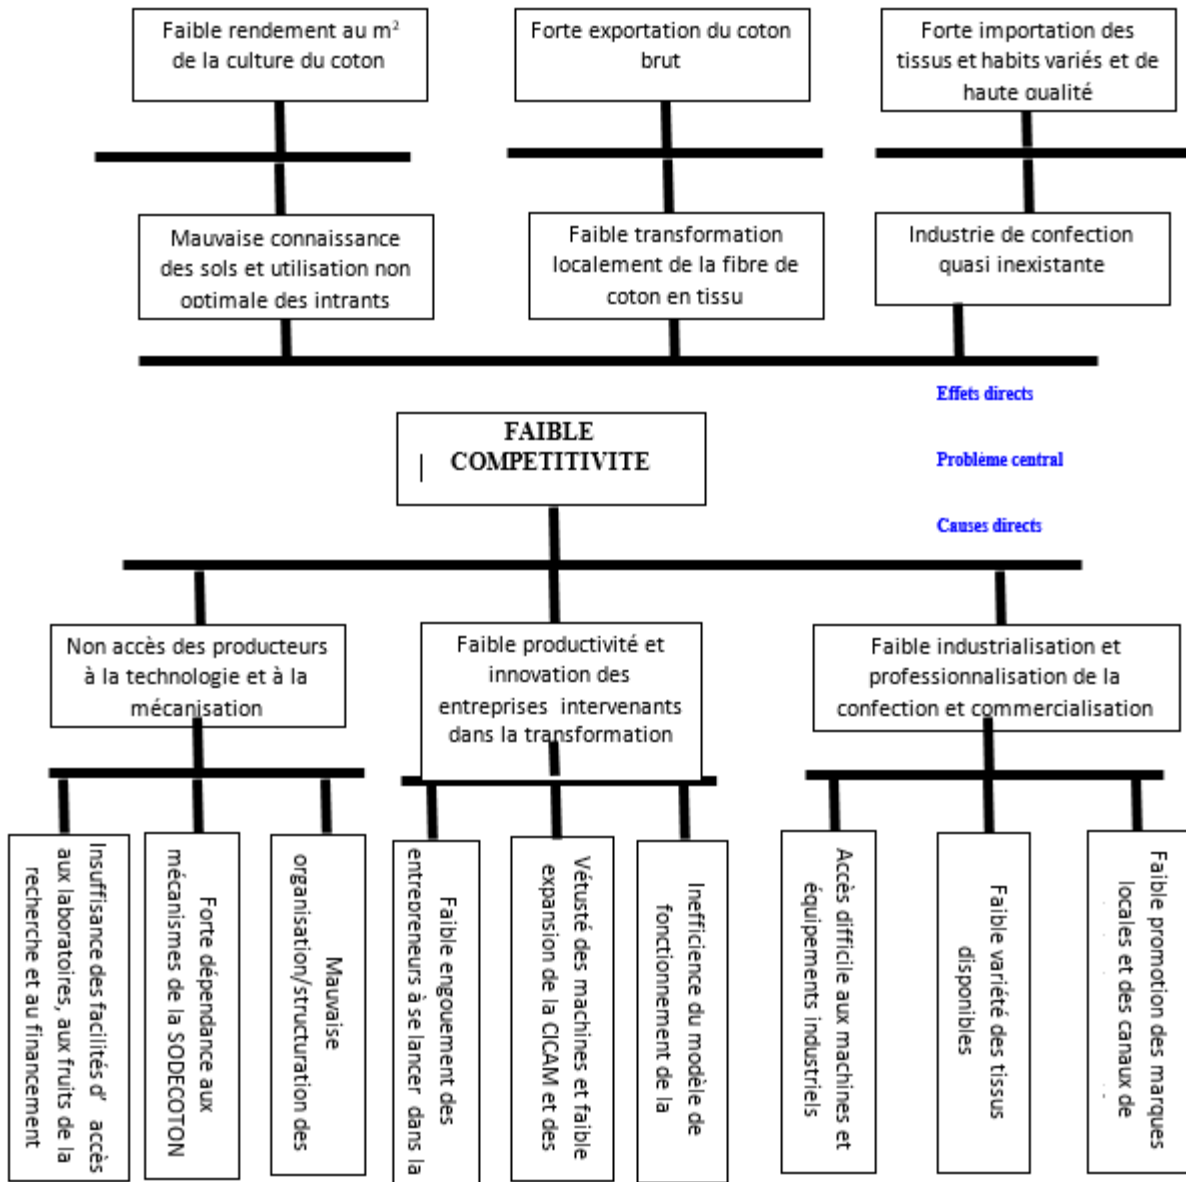 Faible rendement au m²
de la culture du coton
Forte exportation du coton
brut
Forte importation des
tissus et habits variés et de
haute qualité
Mauvaise connaissance
des sols et utilisation non
optimale des intrants
Faible transformation
localement de la fibre de
coton en tissu
Industrie de confection
quasi inexistante
Effets directs
FAIBLE
COMPETITIVITE
Problème central
Causes directs
Non accès des producteurs
à la technologie et à la
mécanisation
Faible productivité et
innovation des
entreprises intervenants
dans la transformation
Faible industrialisation et
professionnalisation de la
confection et commercialisation
Insuffisance des facilités d’ accès
aux laboratoires, aux fruits de la
recherche et au financement
Forte dépendance aux
mécanismes de la SODECOTON
Mauvaise
organisation/structuration des
Faible engouement des
entrepreneurs à se lancer dans la
Vétusté des machines et faible
expansion de la CICAM et des
Inefficience du modèle de
fonctionnement de la
Accès difficile aux machines et
équipements industriels
Faible variété des tissus
disponibles
Faible promotion des marques
locales et des canaux de